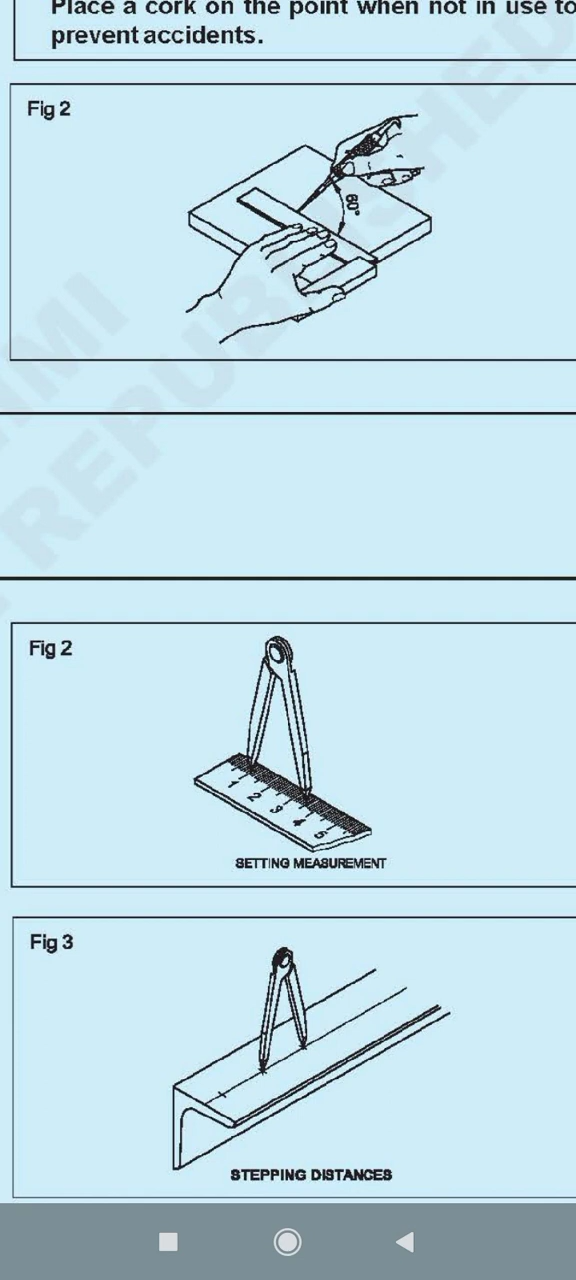 Place a cork on the point when not in use to
prevent accidents.
Fig 2
60°
Fig 2
1 2 3 4 5
SETTING MEASUREMENT
Fig 3
STEPPING DISTANCES